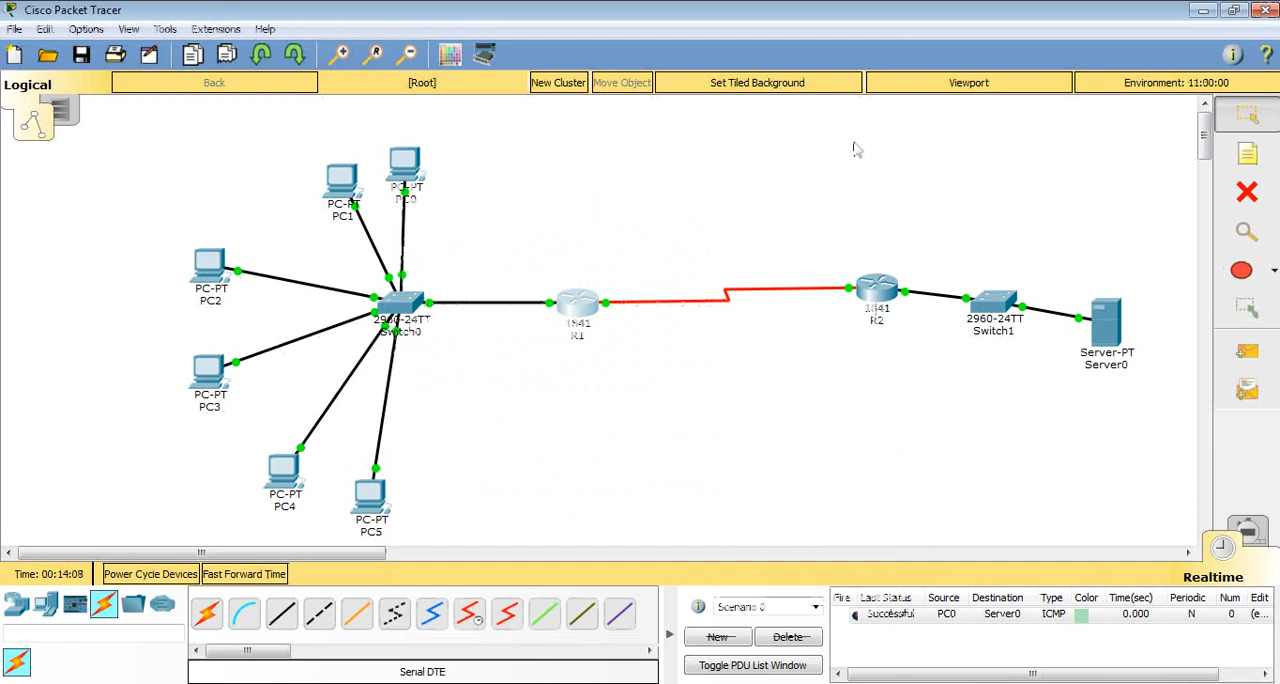 Cisco Packet Tracer
File Edit Options View Tools Extensions Help
Logical Back [Root] New Cluster Move Object Set Tiled Background Viewport Environment: 11:00:00
PC-PT
PC0
PC-PT
PC1
PC-PT
PC2
2960-24TT
Switch0
1841
R1
1841
R2
2960-24TT
Switch1
Server-PT
Server0
PC-PT
PC3
PC-PT
PC4
PC-PT
PC5
Time: 00:14:08 Power Cycle Devices Fast Forward Time Realtime
Scenario 0
New Delete
Toggle PDU List Window
Fire Last Status Source Destination Type Color Time(sec) Periodic Num Edit
Successful PC0 Server0 ICMP 0.000 N 0 (e...
Serial DTE